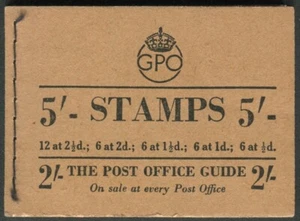 GPO
5'- STAMPS 5'-
12 at 2½d.; 6 at 2d.; 6 at 1½d.; 6 at 1d.; 6 at ½d.
2/- THE POST OFFICE GUIDE 2/-
On sale at every Post Office